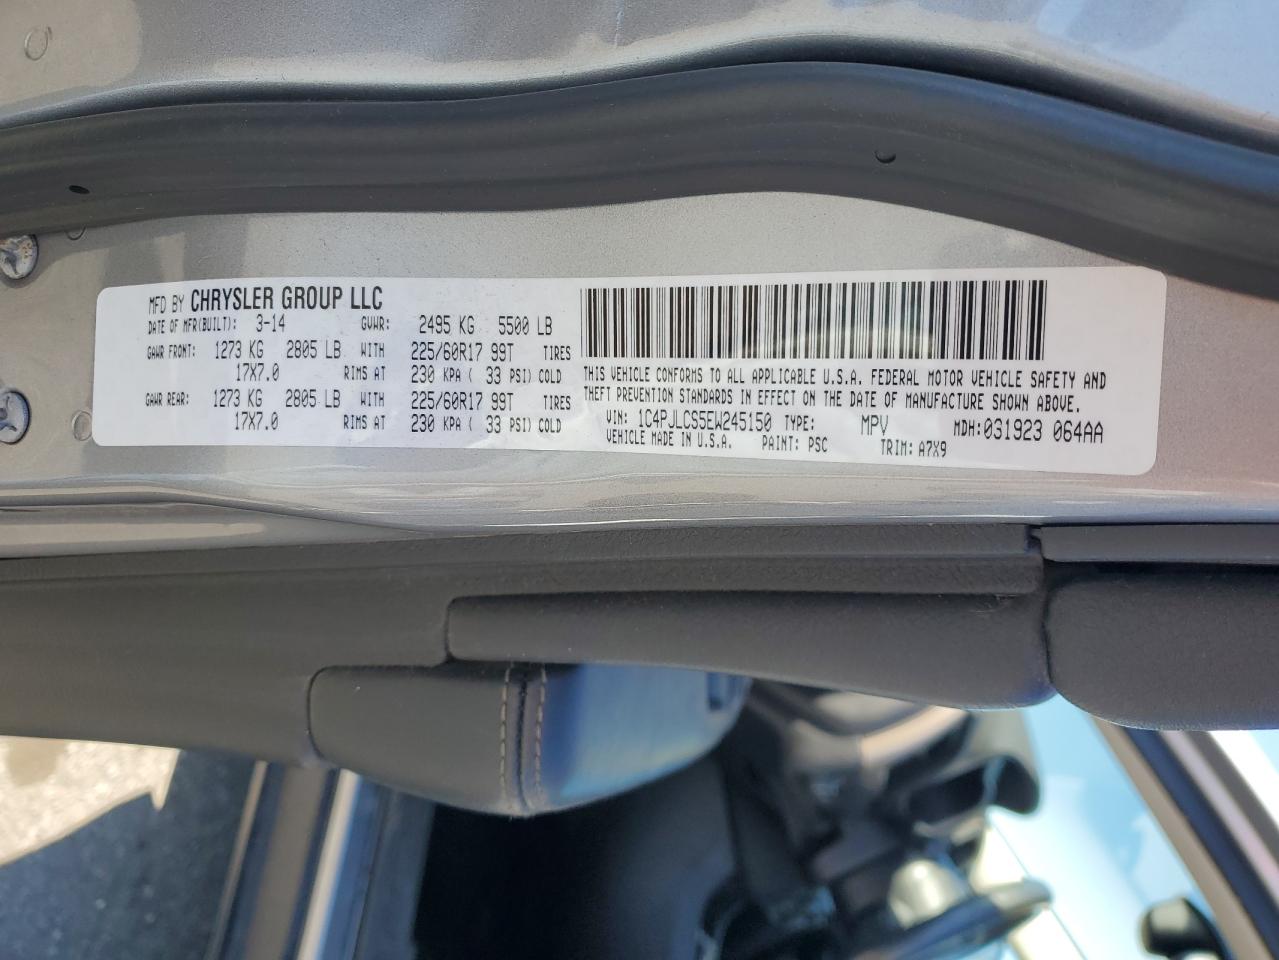 MFD BY CHRYSLER GROUP LLC
DATE OF MFR(BUILT): 3-14 GVWR: 2495 KG 5500 LB
GAWR FRONT: 1273 KG 2805 LB WITH 225/60R17 99T TIRES
17X7.0 RIMS AT 230 KPA ( 33 PSI) COLD
GAWR REAR: 1273 KG 2805 LB WITH 225/60R17 99T TIRES
17X7.0 RIMS AT 230 KPA ( 33 PSI) COLD
THIS VEHICLE CONFORMS TO ALL APPLICABLE U.S.A. FEDERAL MOTOR VEHICLE SAFETY AND
THEFT PREVENTION STANDARDS IN EFFECT ON THE DATE OF MANUFACTURE SHOWN ABOVE.
VIN: 1C4PJLCS5EW245150 TYPE: MPV MDH:031923 064AA
VEHICLE MADE IN U.S.A. PAINT: PSC TRIM: A7X9